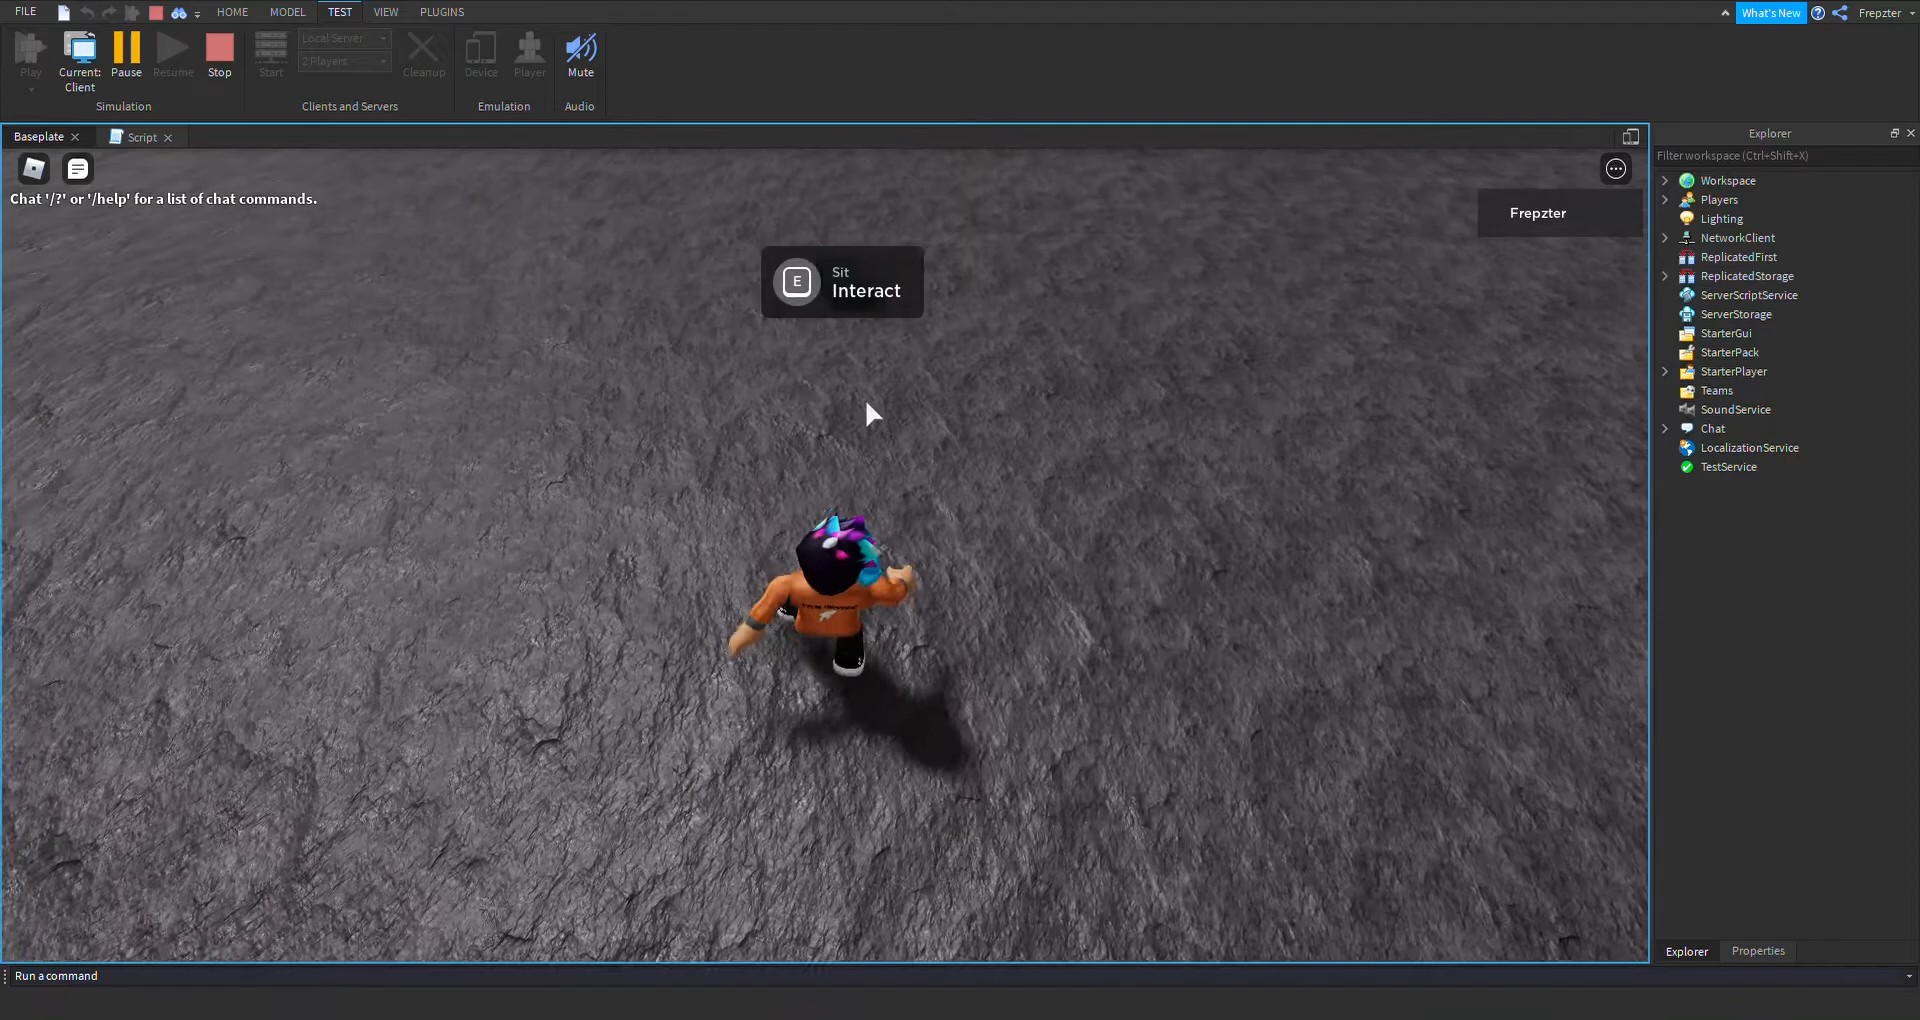 FILE
HOME
MODEL
TEST
VIEW
PLUGINS
What's New
Frepzter
Play
Current:
Client
Pause
Resume
Stop
Simulation
Start
Local Server
2 Players
Cleanup
Clients and Servers
Device
Player
Emulation
Mute
Audio
Baseplate
Script
Chat '/?' or '/help' for a list of chat commands.
Frepzter
E
Sit
Interact
Explorer
Filter workspace (Ctrl+Shift+X)
Workspace
Players
Lighting
NetworkClient
ReplicatedFirst
ReplicatedStorage
ServerScriptService
ServerStorage
StarterGui
StarterPack
StarterPlayer
Teams
SoundService
Chat
LocalizationService
TestService
Explorer
Properties
Run a command